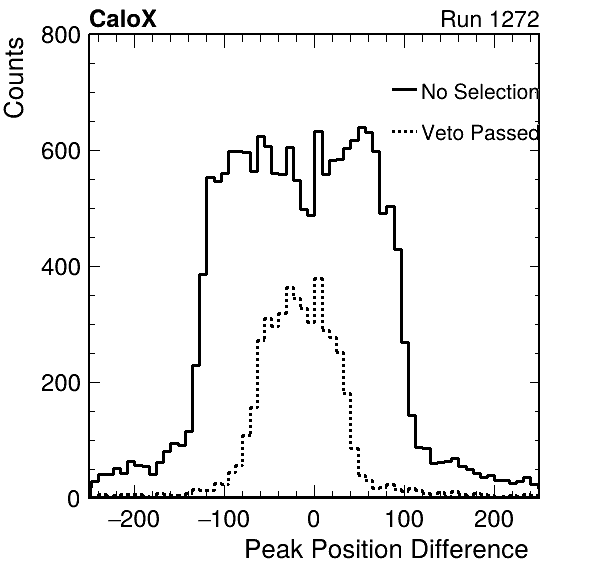 CaloX Run 1272
Counts
800
600
400
200
0
No Selection
Veto Passed
−200 −100 0 100 200
Peak Position Difference